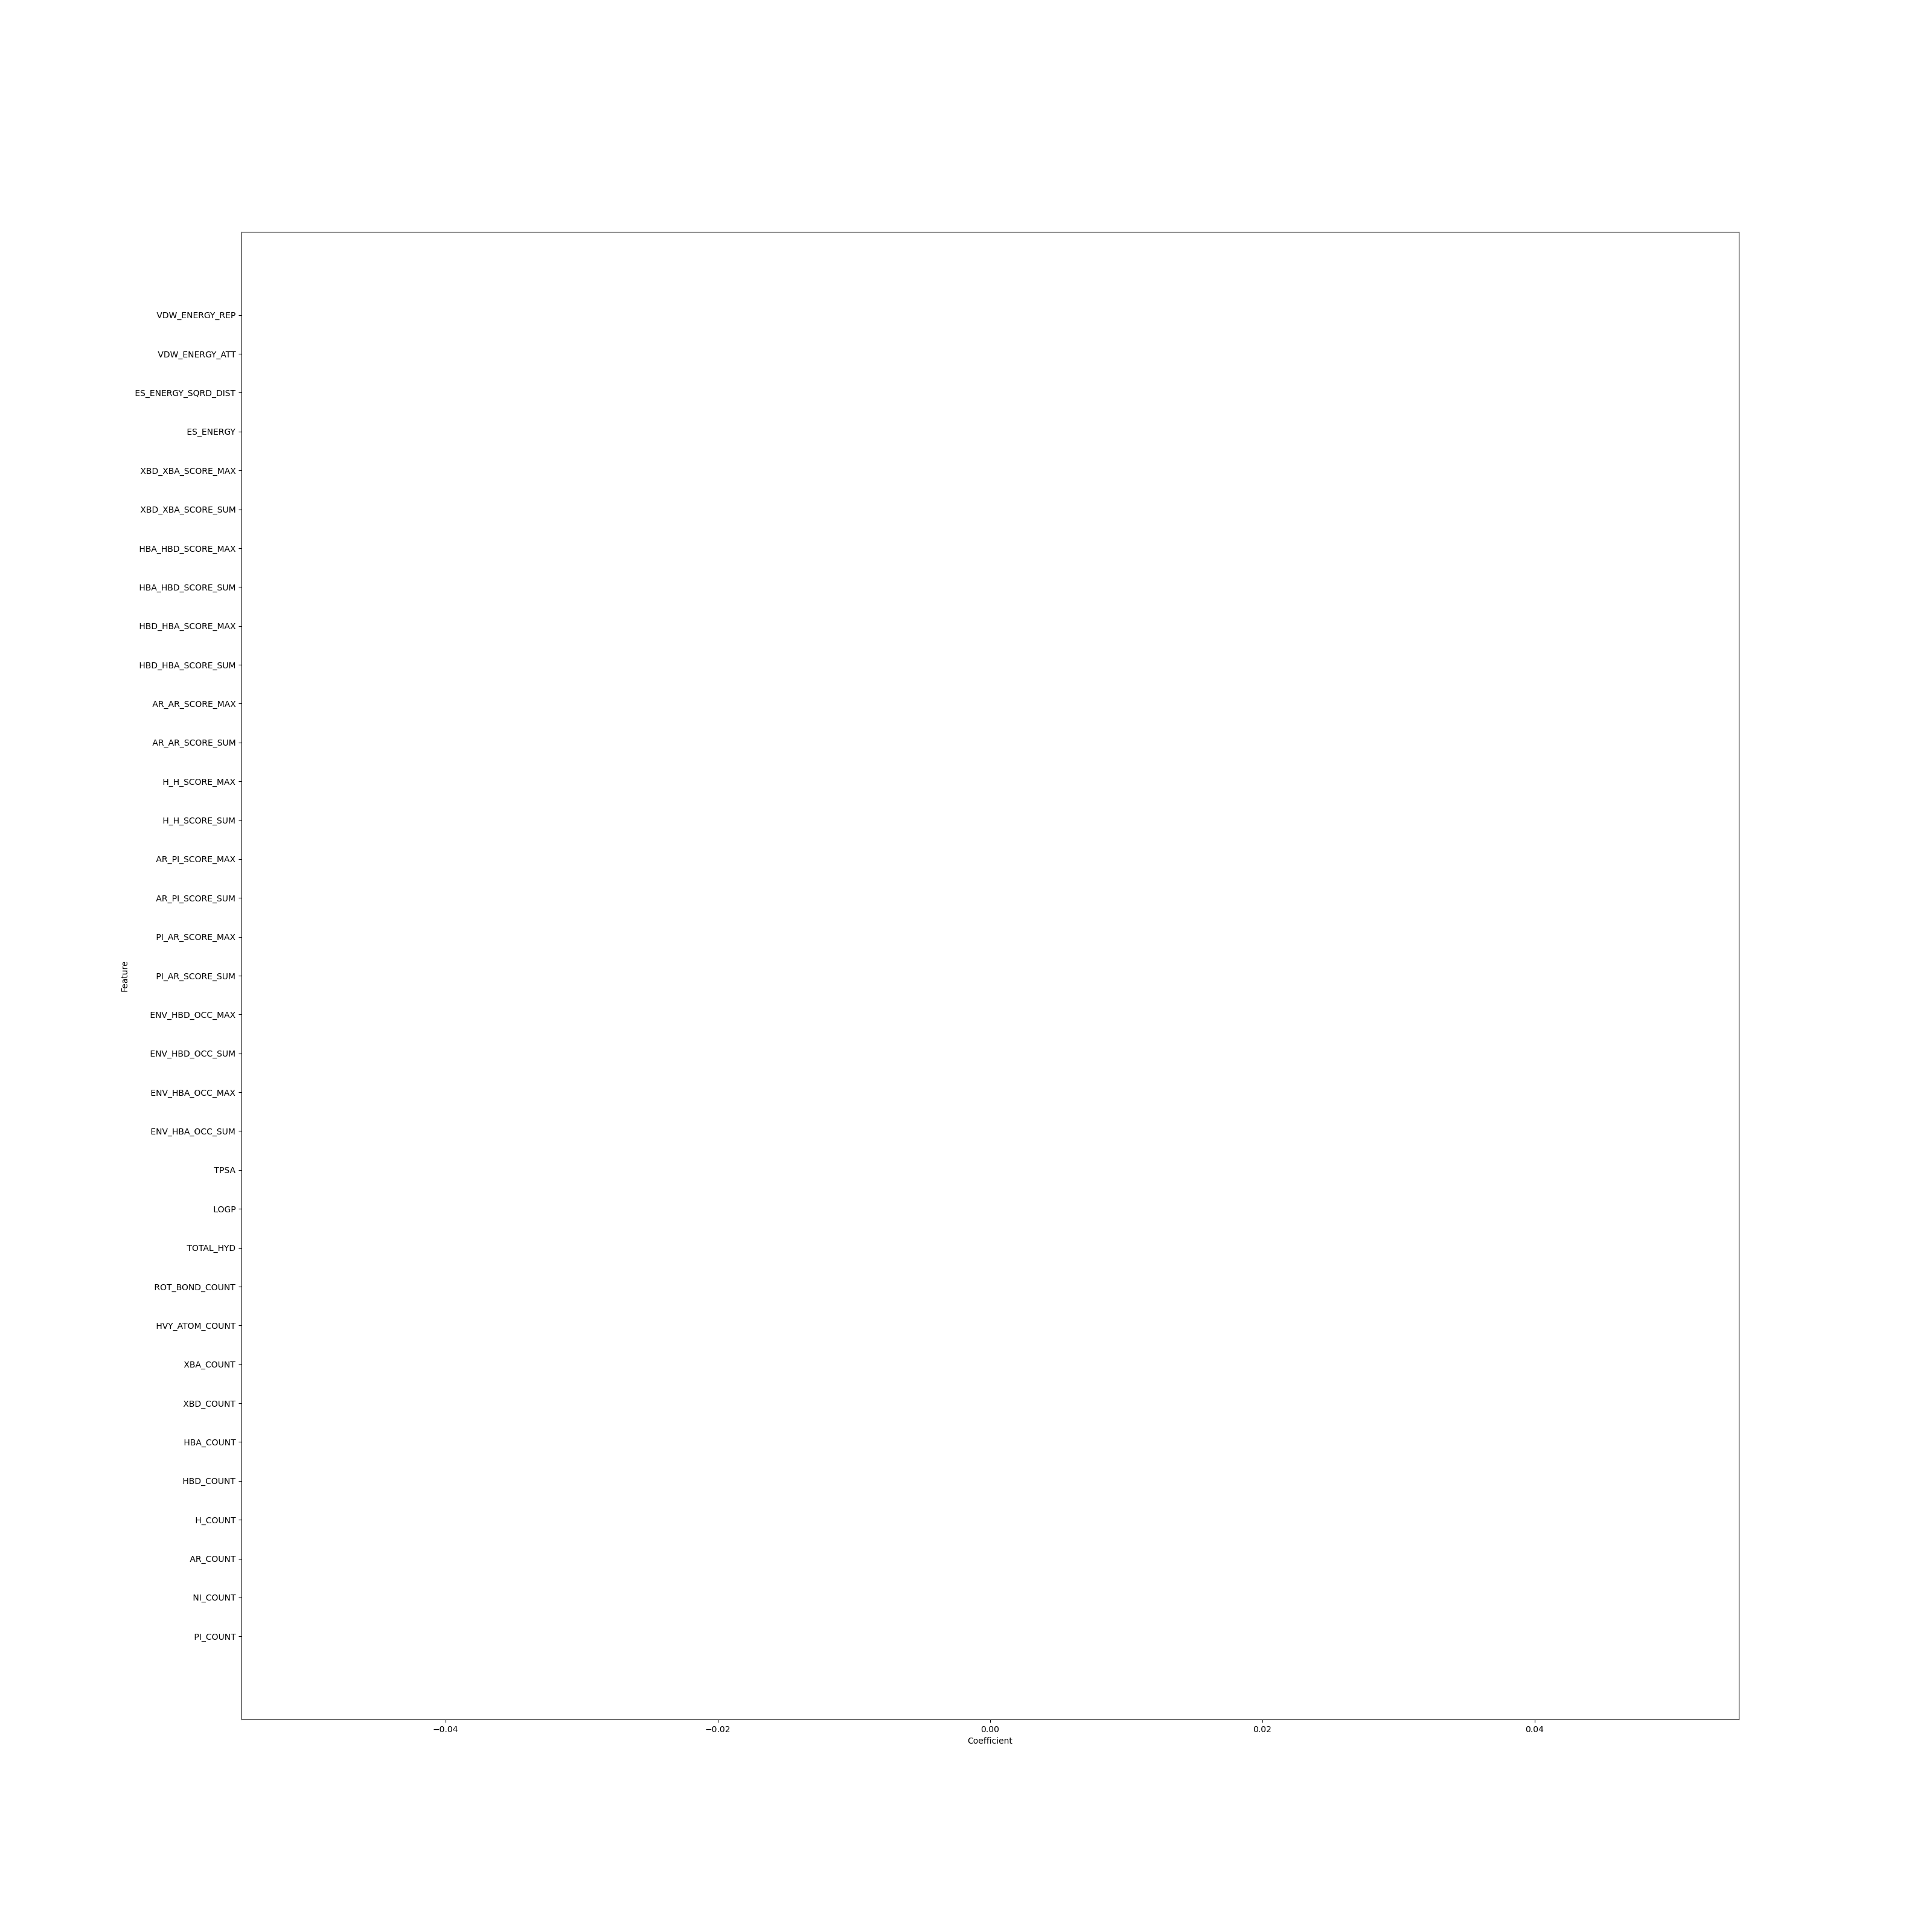 VDW_ENERGY_REP
VDW_ENERGY_ATT
ES_ENERGY_SQRD_DIST
ES_ENERGY
XBD_XBA_SCORE_MAX
XBD_XBA_SCORE_SUM
HBA_HBD_SCORE_MAX
HBA_HBD_SCORE_SUM
HBD_HBA_SCORE_MAX
HBD_HBA_SCORE_SUM
AR_AR_SCORE_MAX
AR_AR_SCORE_SUM
H_H_SCORE_MAX
H_H_SCORE_SUM
AR_PI_SCORE_MAX
AR_PI_SCORE_SUM
PI_AR_SCORE_MAX
PI_AR_SCORE_SUM
ENV_HBD_OCC_MAX
ENV_HBD_OCC_SUM
ENV_HBA_OCC_MAX
ENV_HBA_OCC_SUM
TPSA
LOGP
TOTAL_HYD
ROT_BOND_COUNT
HVY_ATOM_COUNT
XBA_COUNT
XBD_COUNT
HBA_COUNT
HBD_COUNT
H_COUNT
AR_COUNT
NI_COUNT
PI_COUNT
Feature
−0.04 −0.02 0.00 0.02 0.04
Coefficient